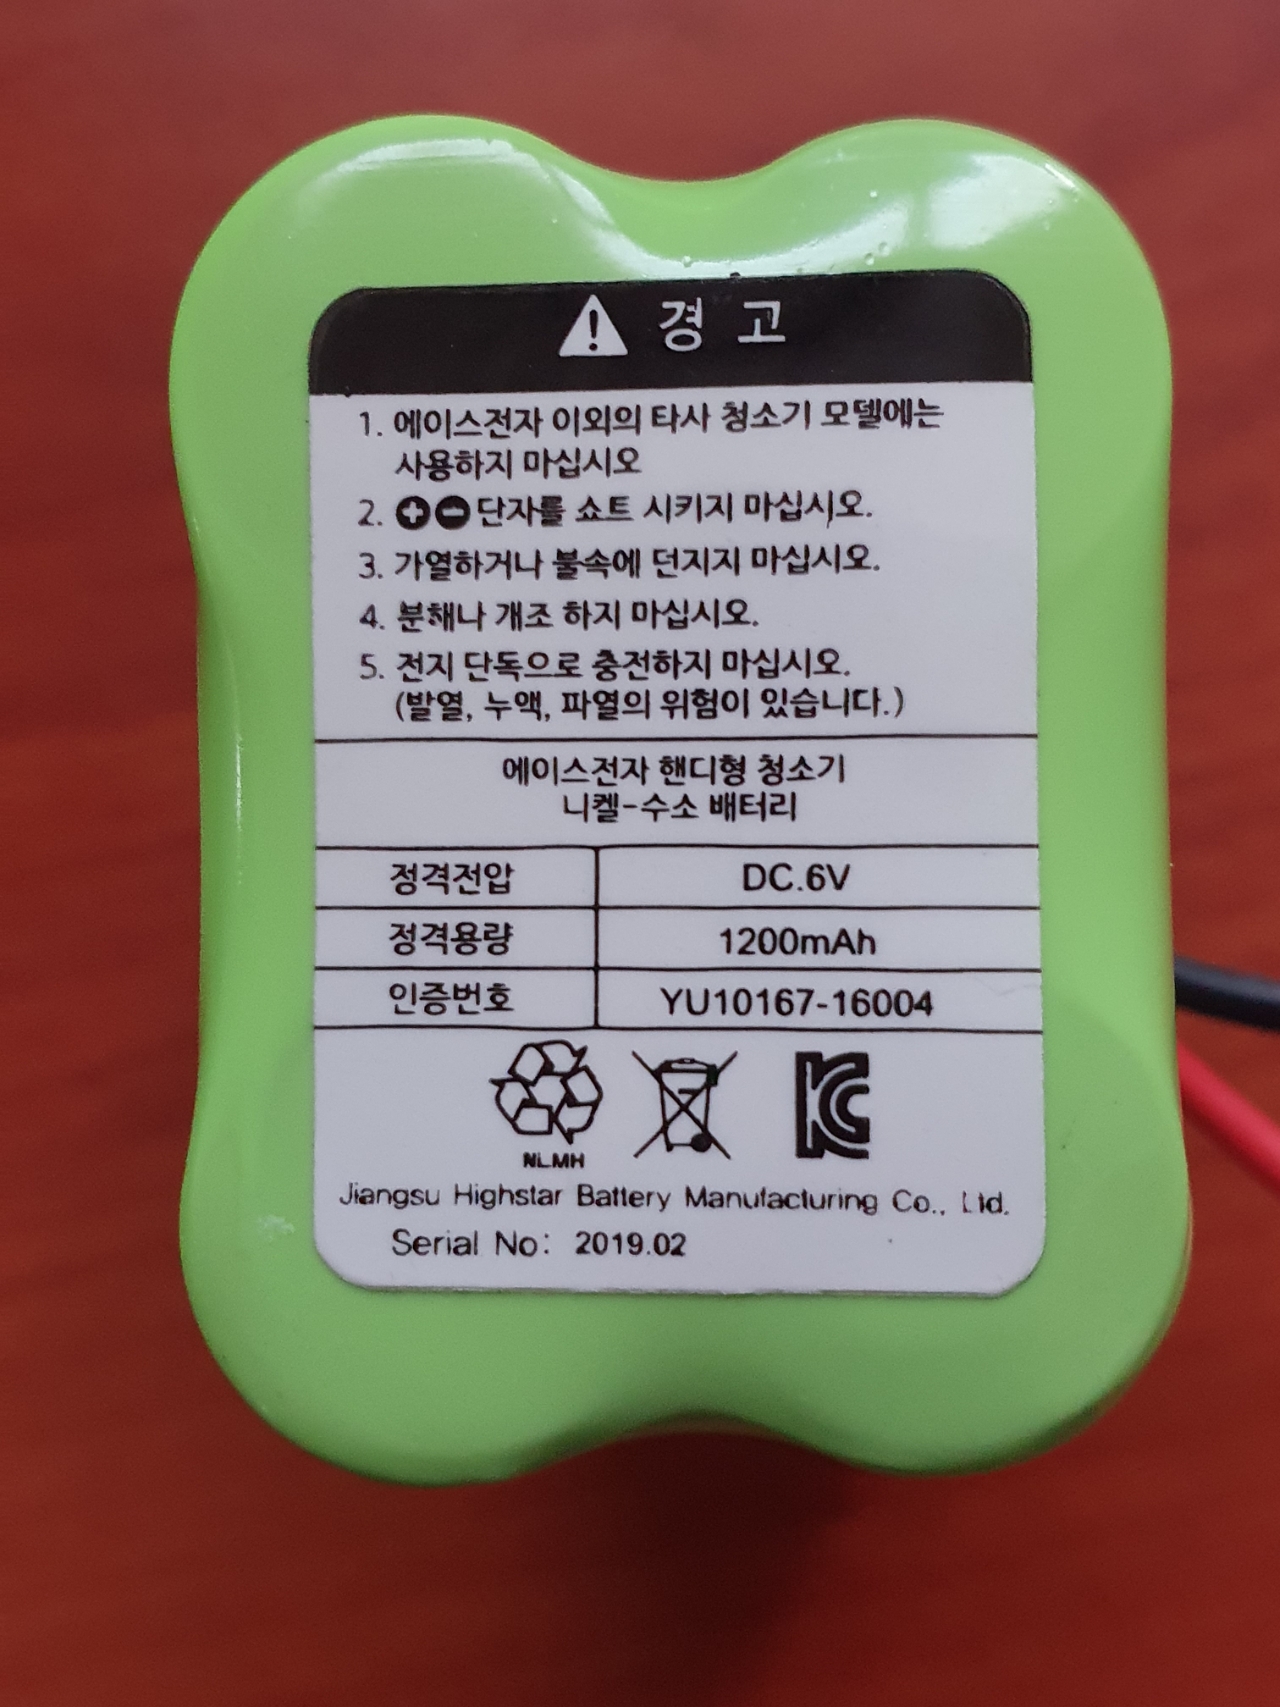 경고
1. 에이스전자 이외의 타사 청소기 모델에는
사용하지 마십시오
2. ➕➖단자를 쇼트 시키지 마십시오.
3. 가열하거나 불속에 던지지 마십시오.
4. 분채나 개조 하지 마십시오.
5. 전지 단독으로 충전하지 마십시오.
(발열, 누액, 파열의 위험이 있습니다.)
에이스전자 핸디형 청소기
니켈-수소 배터리
정격전압 DC.6V
정격용량 1200mAh
인증번호 YU10167-16004
Ni.MH
Jiangsu Highstar Battery Manufacturing Co., Ltd.
Serial No: 2019.02